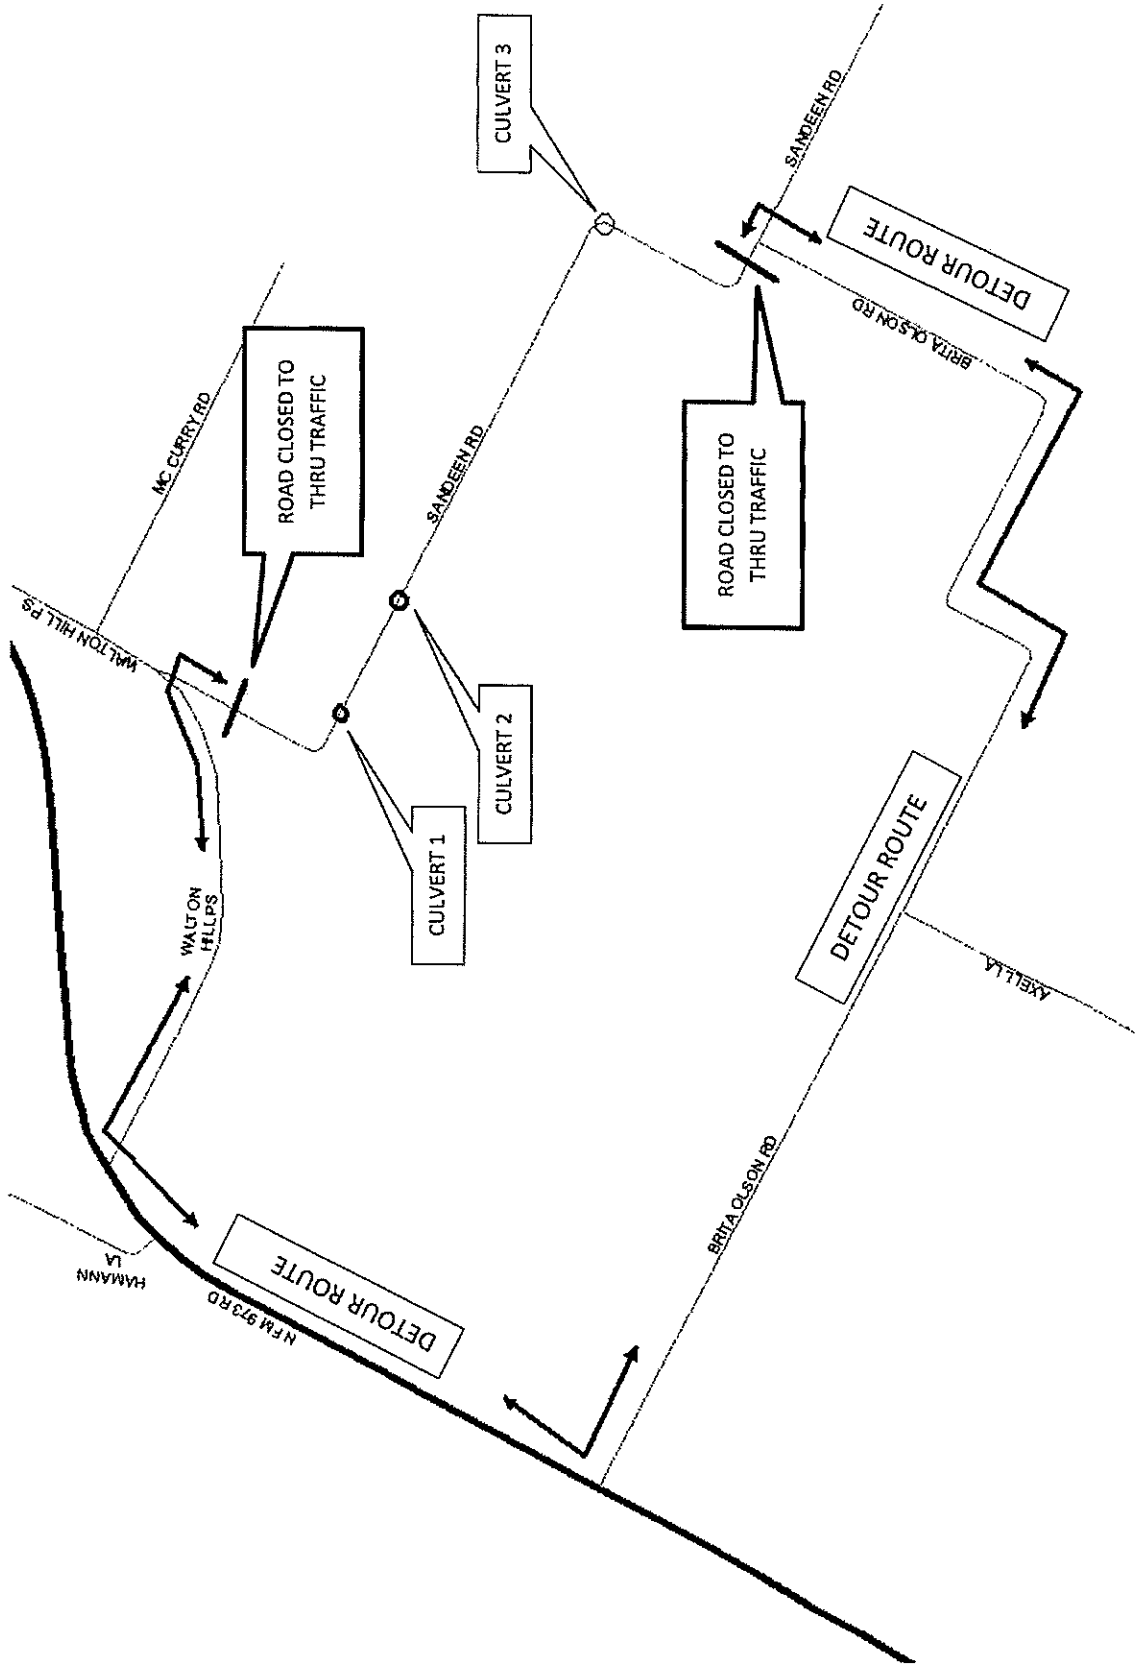 WALTON HILL PS
HAMANN
LA
MC CURRY RD
WALTON
HILL PS
N FM 973 RD
ROAD CLOSED TO
THRU TRAFFIC
DETOUR ROUTE
CULVERT 1
SANDEEN RD
CULVERT 2
CULVERT 3
BRITA OLSON RD
ROAD CLOSED TO
THRU TRAFFIC
SANDEEN RD
DETOUR ROUTE
BRITA OLSON RD
DETOUR ROUTE
AXELL LA